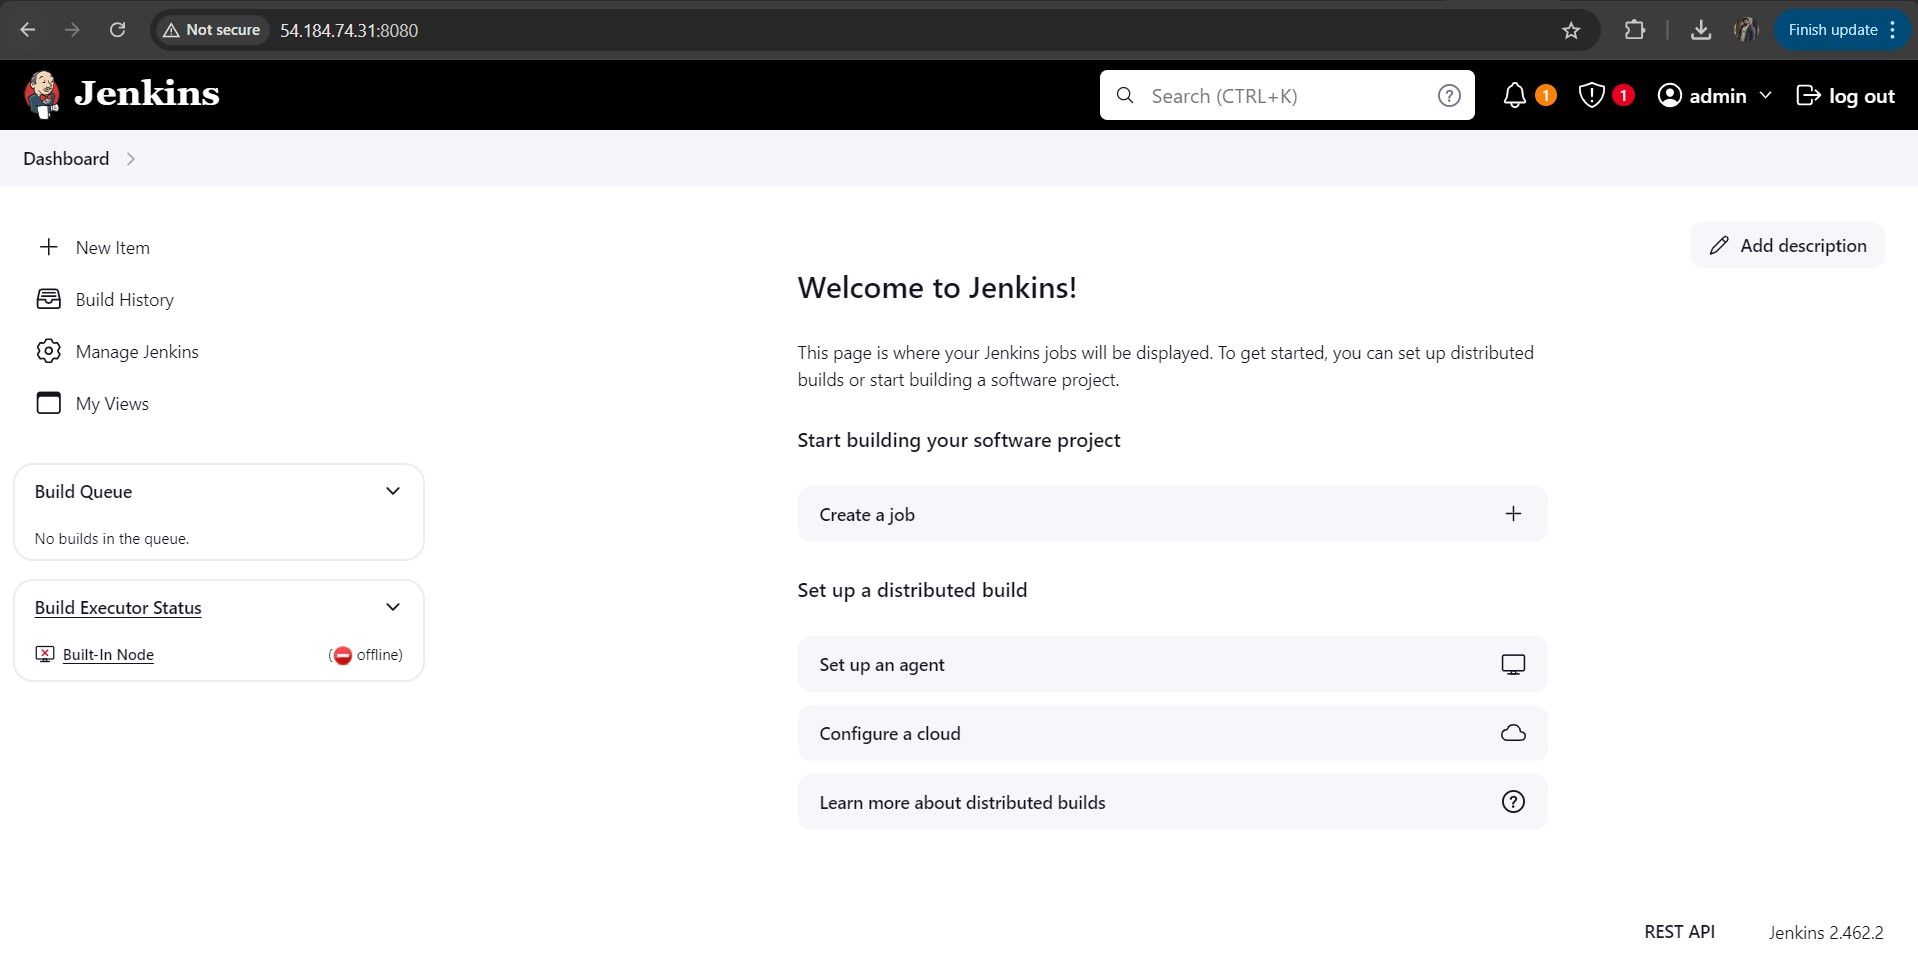 Not secure 54.184.74.31:8080 Finish update
Jenkins Search (CTRL+K) 1 1 admin log out
Dashboard
New Item
Build History
Manage Jenkins
My Views
Build Queue
No builds in the queue.
Build Executor Status
Built-In Node (offline)
Add description
Welcome to Jenkins!
This page is where your Jenkins jobs will be displayed. To get started, you can set up distributed
builds or start building a software project.
Start building your software project
Create a job
Set up a distributed build
Set up an agent
Configure a cloud
Learn more about distributed builds
REST API Jenkins 2.462.2